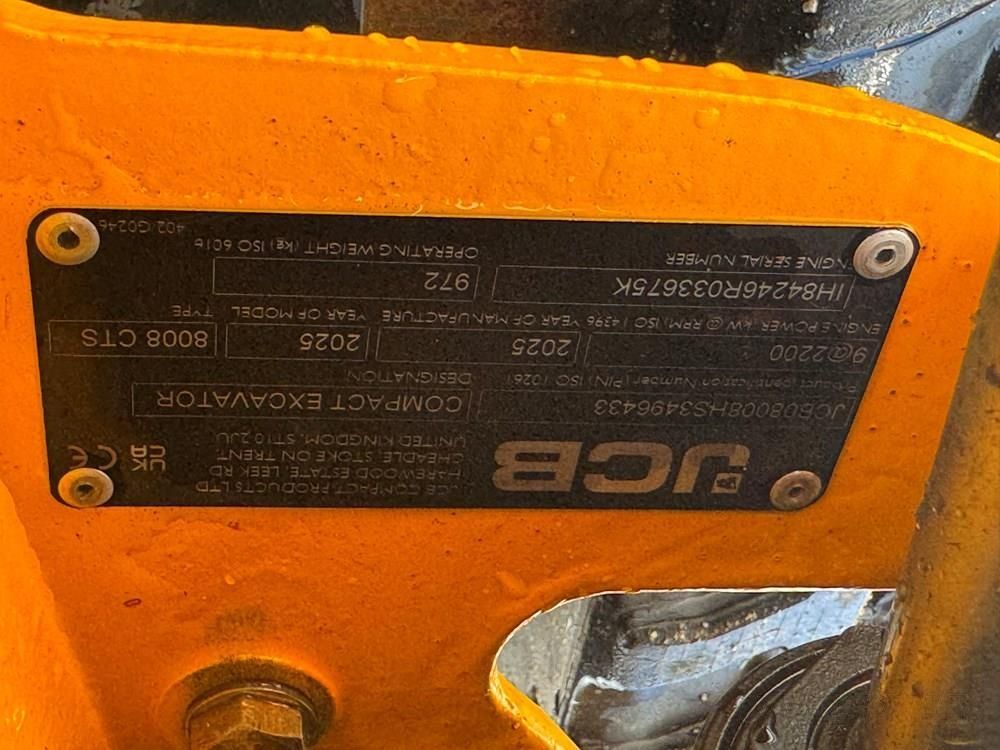 JCB
JCB COMPACT PRODUCTS LTD
HAREWOOD ESTATE, LEEK RD
CHEADLE, STOKE ON TRENT,
UNITED KINGDOM, ST10 2JU
UK CA CE
JCB08008HS3496433 COMPACT EXCAVATOR
Product Identification Number (PIN) ISO 10261 DESIGNATION
9@2200 2025 2025 8008 CTS
ENGINE POWER kW @ RPM) ISO 14396 YEAR OF MANUFACTURE YEAR OF MODEL TYPE
IH84246R033675K 972
ENGINE SERIAL NUMBER OPERATING WEIGHT (kg) ISO 6016
402/G0246